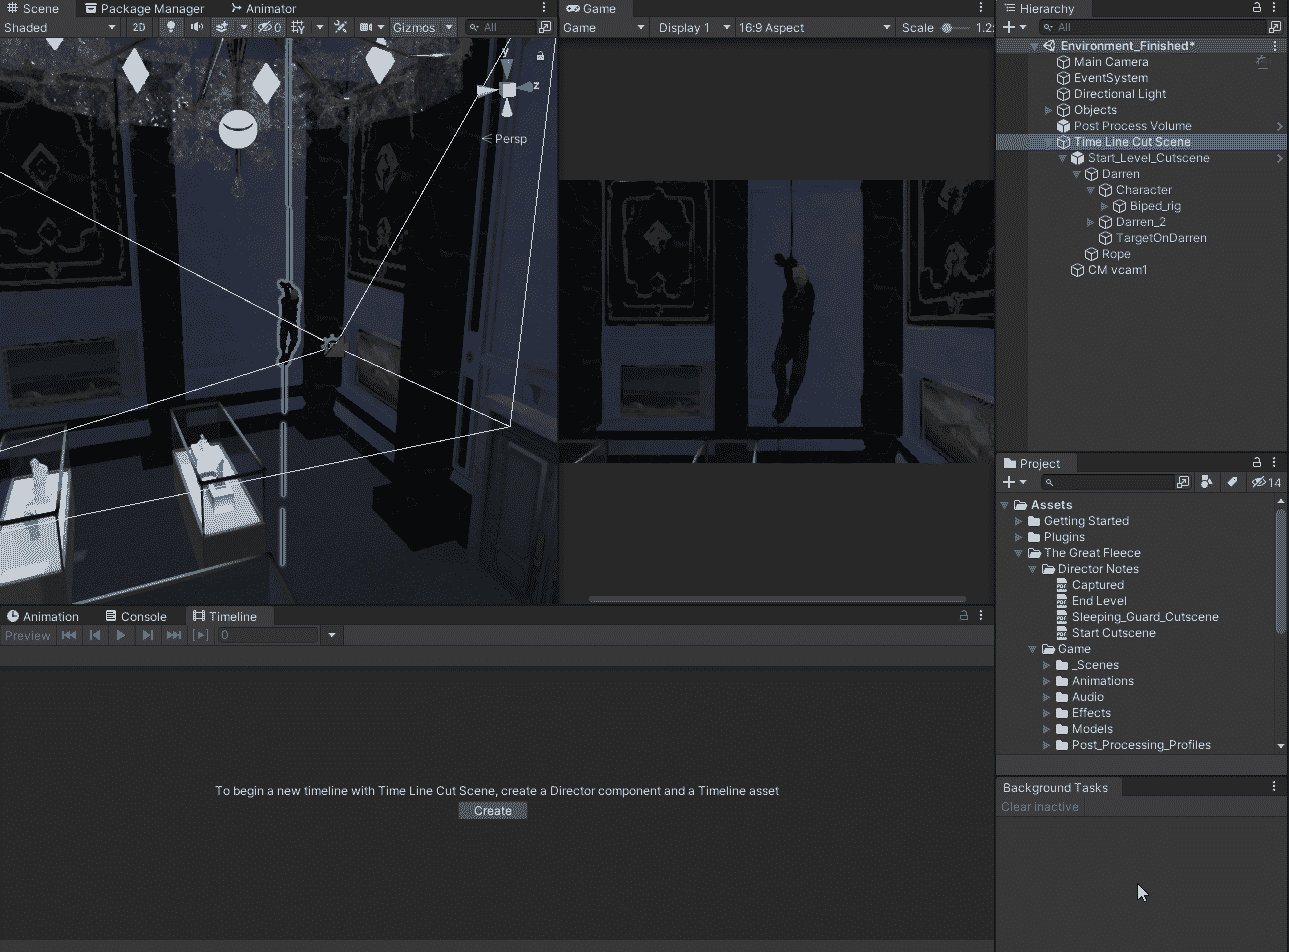 Scene Package Manager Animator
Shaded 2D 0 Gizmos All
y
z
Persp
Game
Game Display 1 16:9 Aspect Scale 1.2
Hierarchy
All
Environment_Finished*
Main Camera
EventSystem
Directional Light
Objects
Post Process Volume
Time Line Cut Scene
Start_Level_Cutscene
Darren
Character
Biped_rig
Darren_2
TargetOnDarren
Rope
CM vcam1
Project
14
Assets
Getting Started
Plugins
The Great Fleece
Director Notes
Captured
End Level
Sleeping_Guard_Cutscene
Start Cutscene
Game
_Scenes
Animations
Audio
Effects
Models
Post_Processing_Profiles
Animation Console Timeline
Preview 0
To begin a new timeline with Time Line Cut Scene, create a Director component and a Timeline asset
Create
Background Tasks
Clear inactive